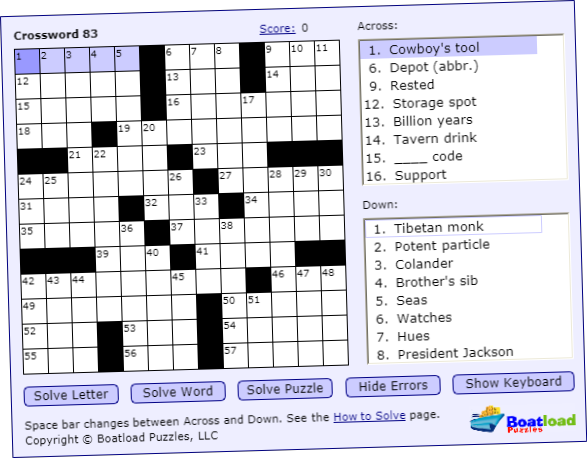 Crossword 83
Score: 0
1 2 3 4 5 6 7 8 9 10 11
12 13 14
15 16 17
18 19 20
21 22 23
24 25 26 27 28 29 30
31 32 33 34
35 36 37 38
39 40 41
42 43 44 45 46 47 48
49 50 51
52 53 54
55 56 57
Across:
1. Cowboy's tool
6. Depot (abbr.)
9. Rested
12. Storage spot
13. Billion years
14. Tavern drink
15. ____ code
16. Support
Down:
1. Tibetan monk
2. Potent particle
3. Colander
4. Brother's sib
5. Seas
6. Watches
7. Hues
8. President Jackson
Solve Letter
Solve Word
Solve Puzzle
Hide Errors
Show Keyboard
Space bar changes between Across and Down. See the How to Solve page.
Copyright © Boatload Puzzles, LLC
Boatload
Puzzles